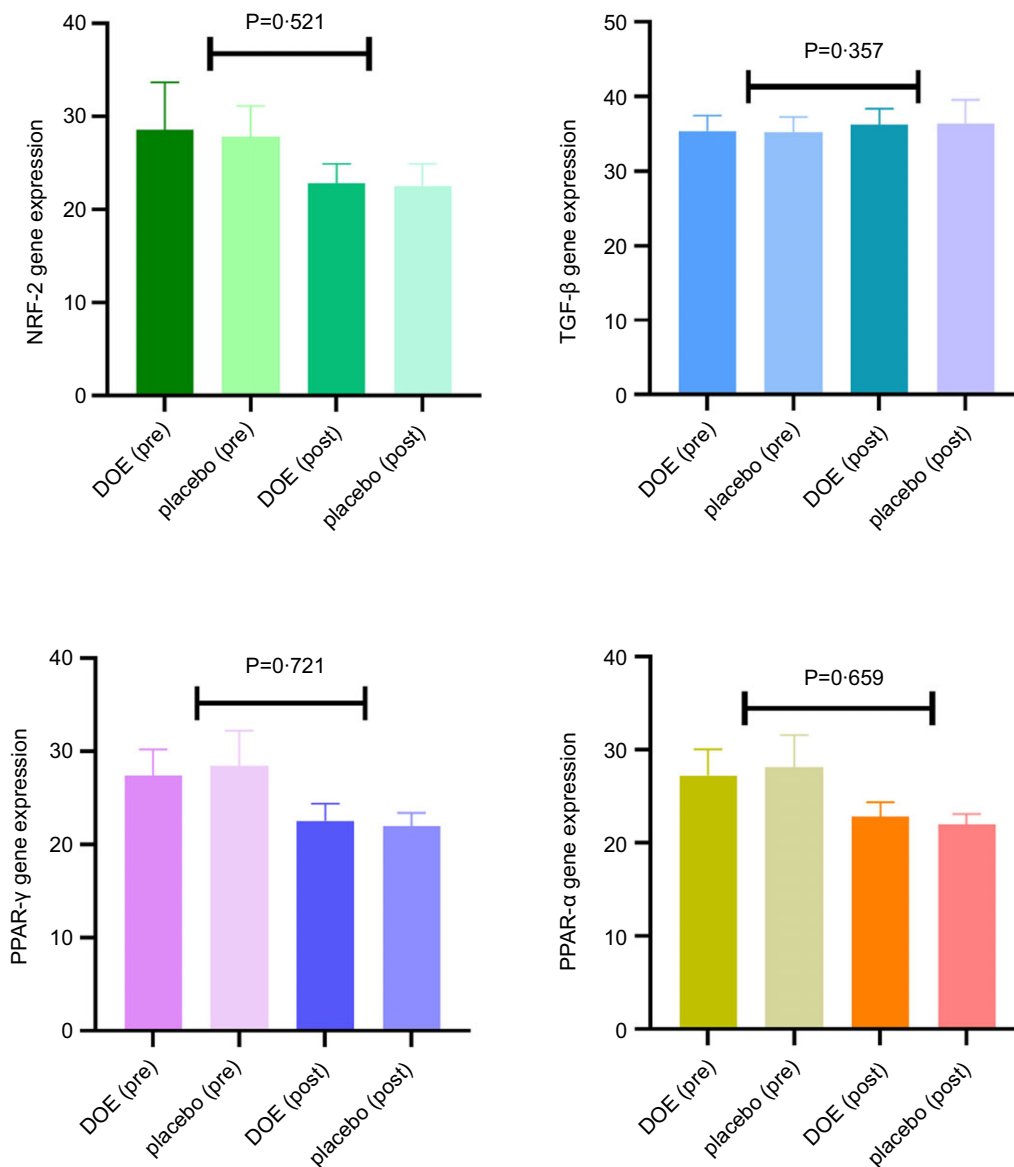 P=0·521
NRF-2 gene expression
40
30
20
10
0
DOE (pre)
placebo (pre)
DOE (post)
placebo (post)
P=0·357
TGF-β gene expression
50
40
30
20
10
0
DOE (pre)
placebo (pre)
DOE (post)
placebo (post)
P=0·721
PPAR-γ gene expression
40
30
20
10
0
DOE (pre)
placebo (pre)
DOE (post)
placebo (post)
P=0·659
PPAR-α gene expression
40
30
20
10
0
DOE (pre)
placebo (pre)
DOE (post)
placebo (post)